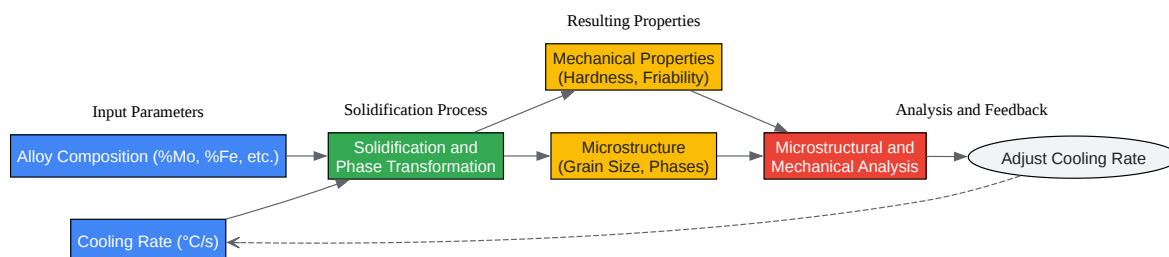 Resulting Properties
Mechanical Properties
(Hardness, Friability)
Input Parameters
Solidification Process
Analysis and Feedback
Alloy Composition (%Mo, %Fe, etc.)
Solidification and
Phase Transformation
Microstructure
(Grain Size, Phases)
Microstructural and
Mechanical Analysis
Adjust Cooling Rate
Cooling Rate (°C/s)